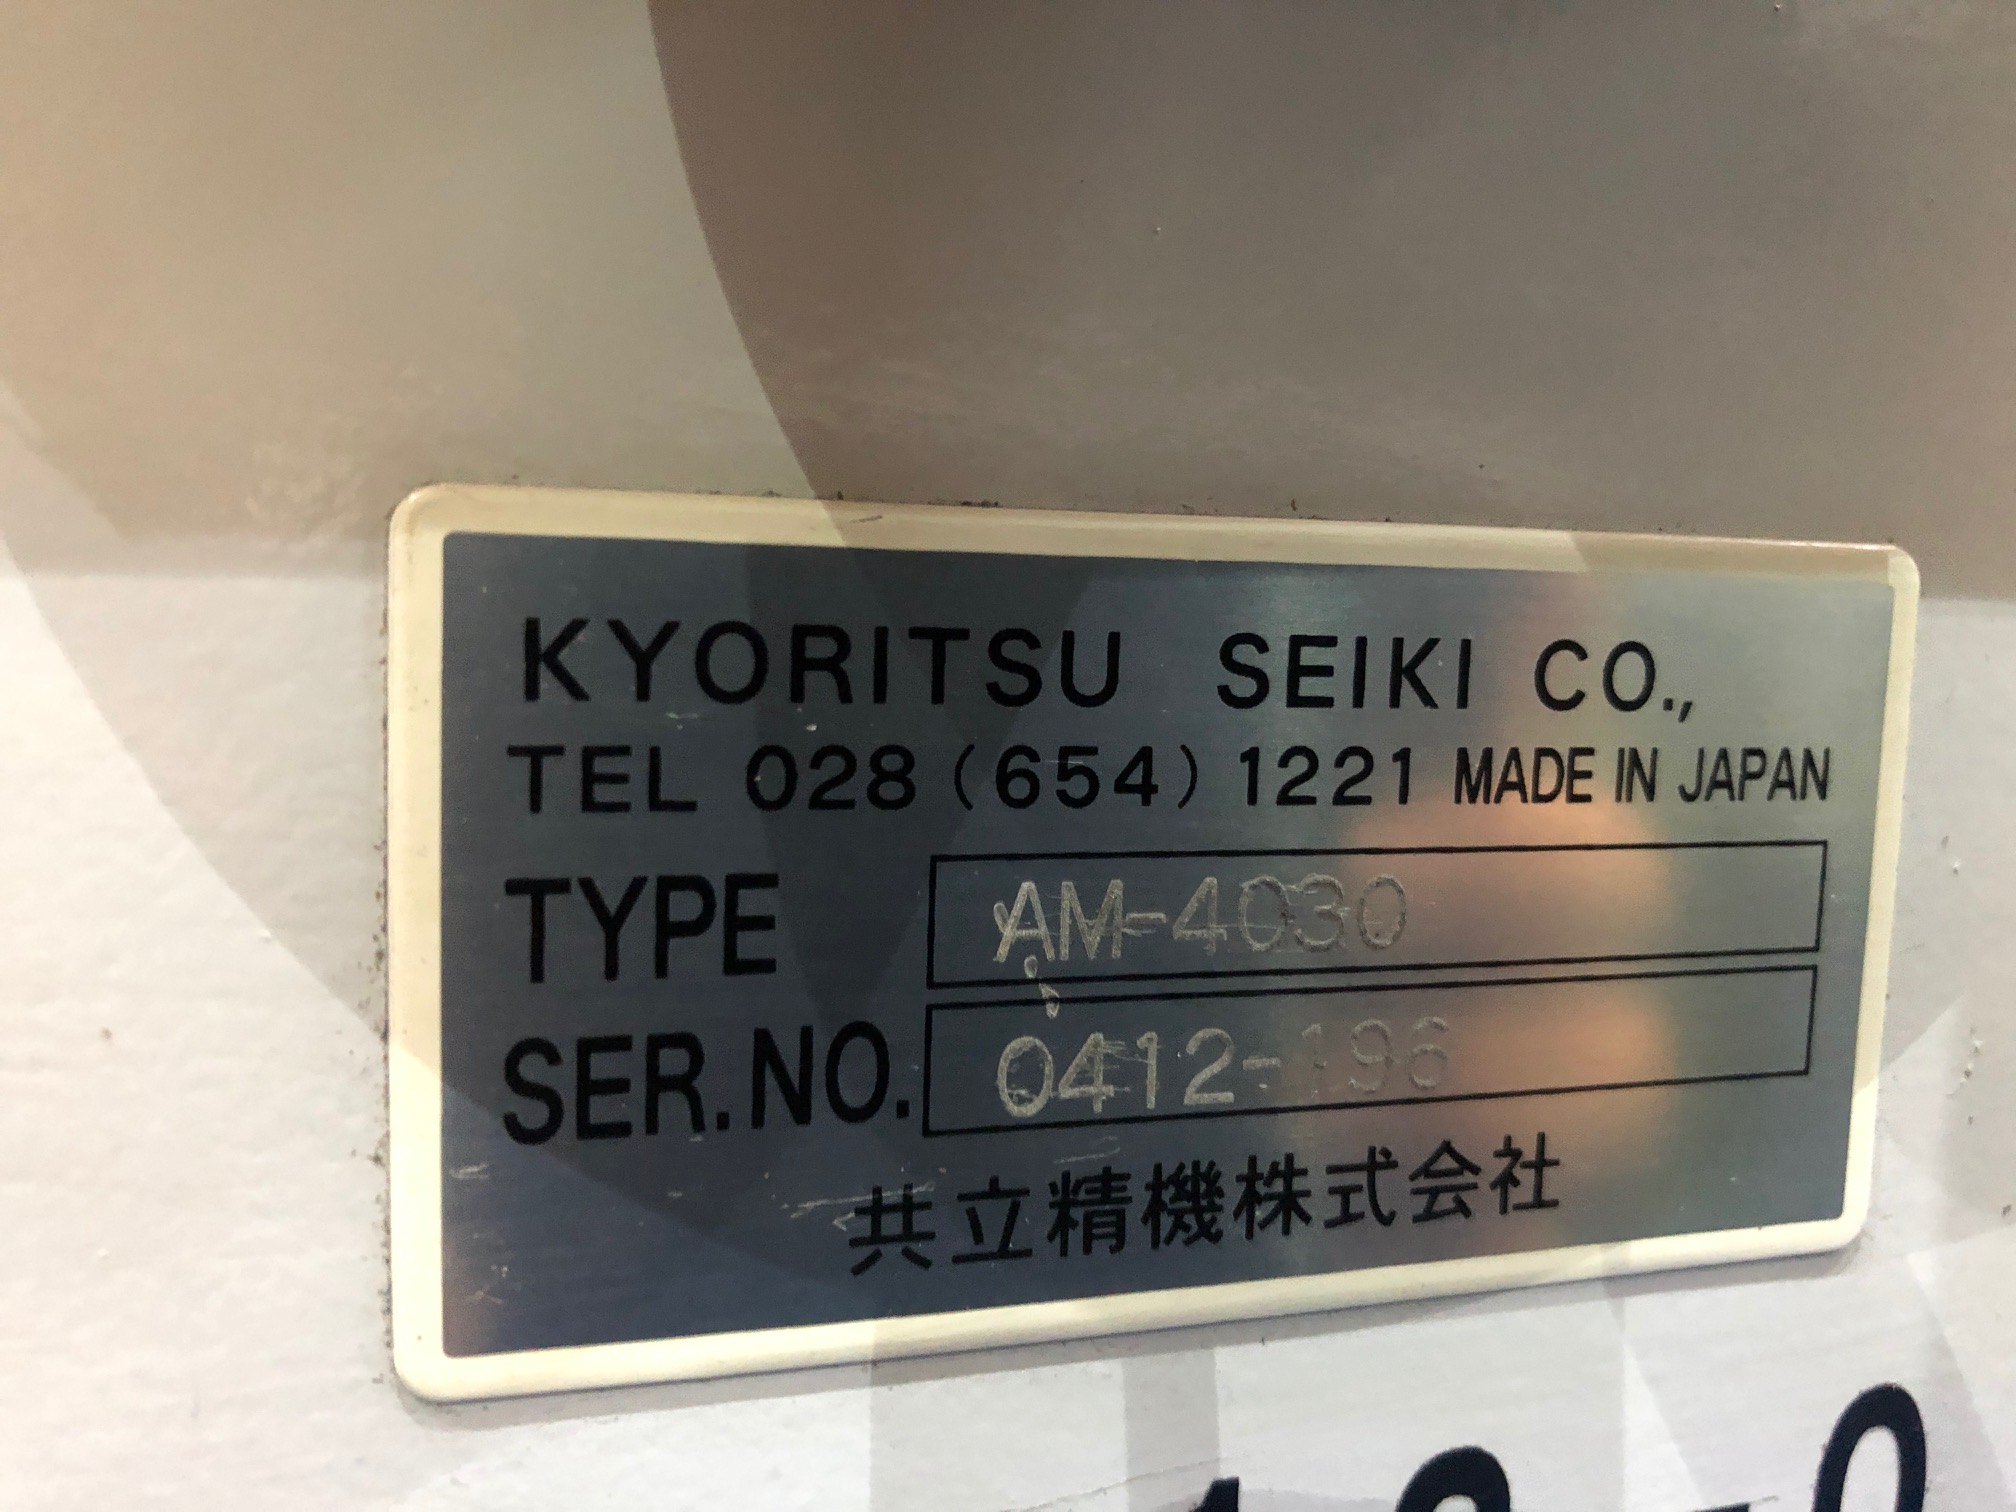 KYORITSU SEIKI CO.,
TEL 028 (654) 1221 MADE IN JAPAN
TYPE AM-4030
SER.NO. 0412-196
共立精機株式会社